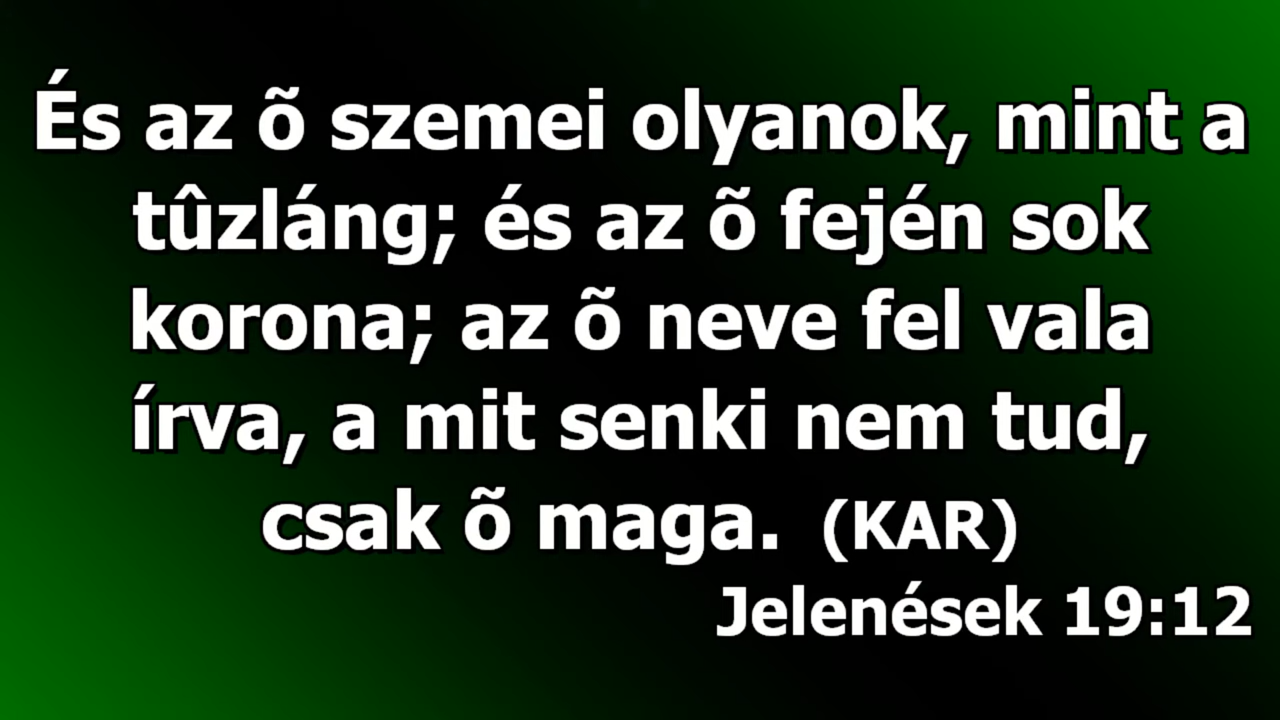 És az õ szemei olyanok, mint a
tûzláng; és az õ fején sok
korona; az õ neve fel vala
írva, a mit senki nem tud,
csak õ maga. (KAR)
Jelenések 19:12